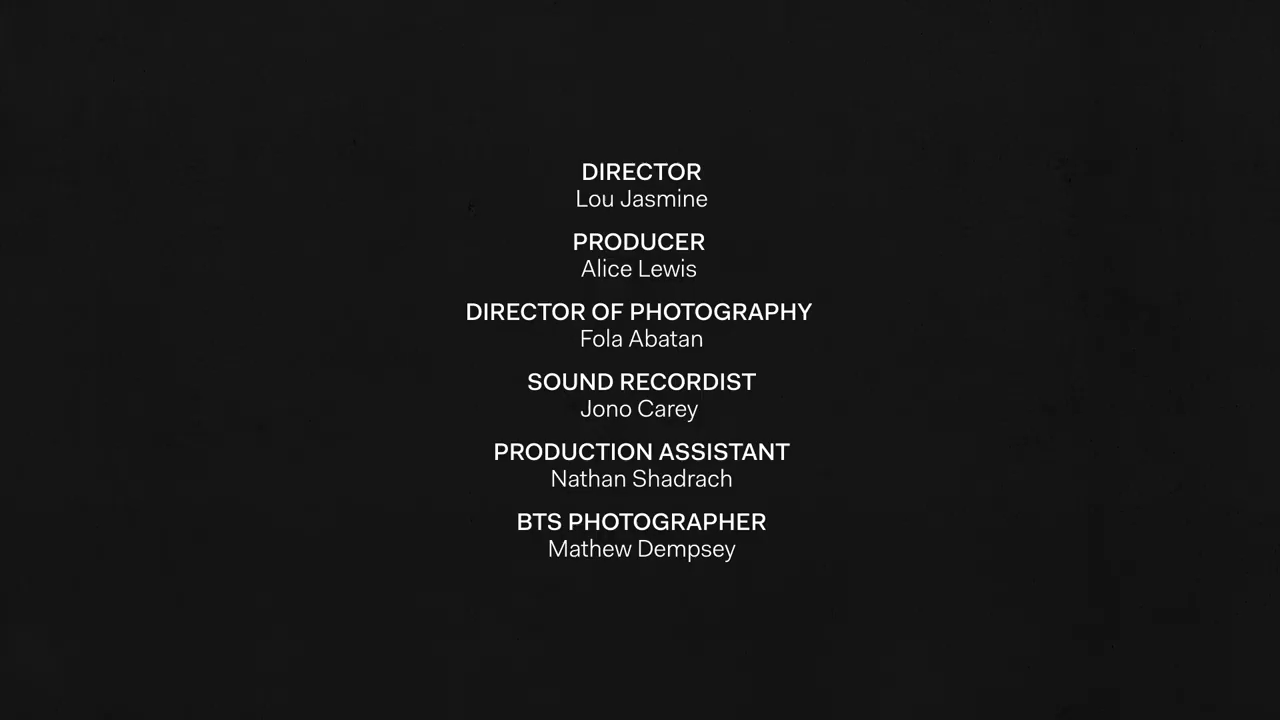 DIRECTOR
Lou Jasmine
PRODUCER
Alice Lewis
DIRECTOR OF PHOTOGRAPHY
Fola Abatan
SOUND RECORDIST
Jono Carey
PRODUCTION ASSISTANT
Nathan Shadrach
BTS PHOTOGRAPHER
Mathew Dempsey